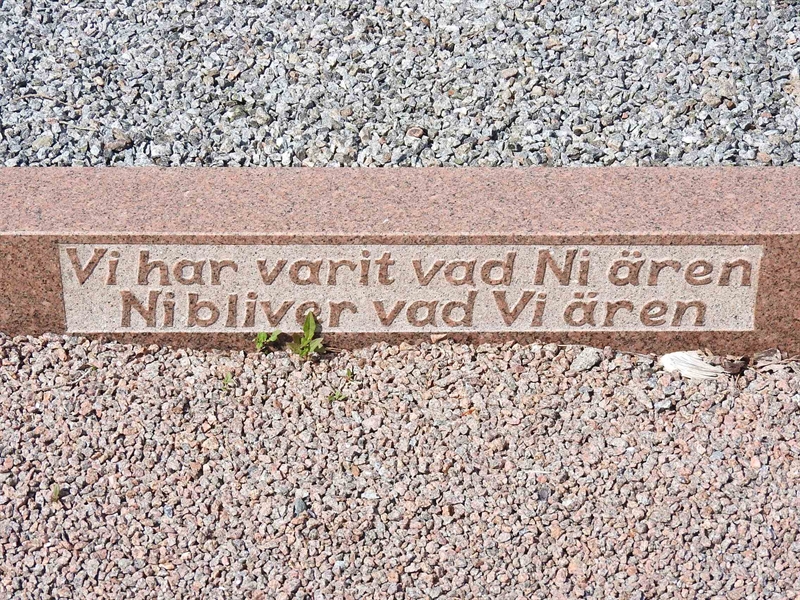 Vi har varit vad Ni ären
Ni bliver vad Vi ären